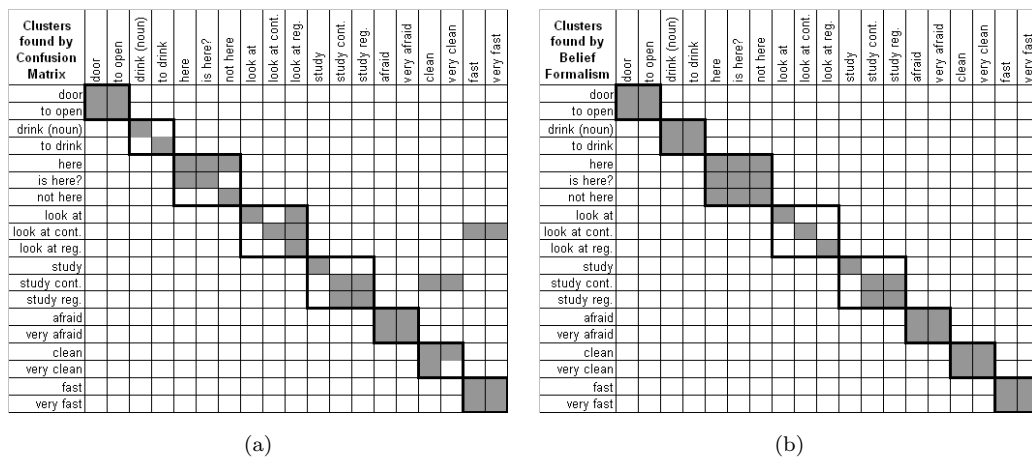 Clusters
found by
Confusion
Matrix
door
to open
drink (noun)
to drink
here
is here?
not here
look at
look at cont.
look at reg.
study
study cont.
study reg.
afraid
very afraid
clean
very clean
fast
very fast
door
to open
drink (noun)
to drink
here
is here?
not here
look at
look at cont.
look at reg.
study
study cont.
study reg.
afraid
very afraid
clean
very clean
fast
very fast
(a)
Clusters
found by
Belief
Formalism
door
to open
drink (noun)
to drink
here
is here?
not here
look at
look at cont.
look at reg.
study
study cont.
study reg.
afraid
very afraid
clean
very clean
fast
very fast
door
to open
drink (noun)
to drink
here
is here?
not here
look at
look at cont.
look at reg.
study
study cont.
study reg.
afraid
very afraid
clean
very clean
fast
very fast
(b)